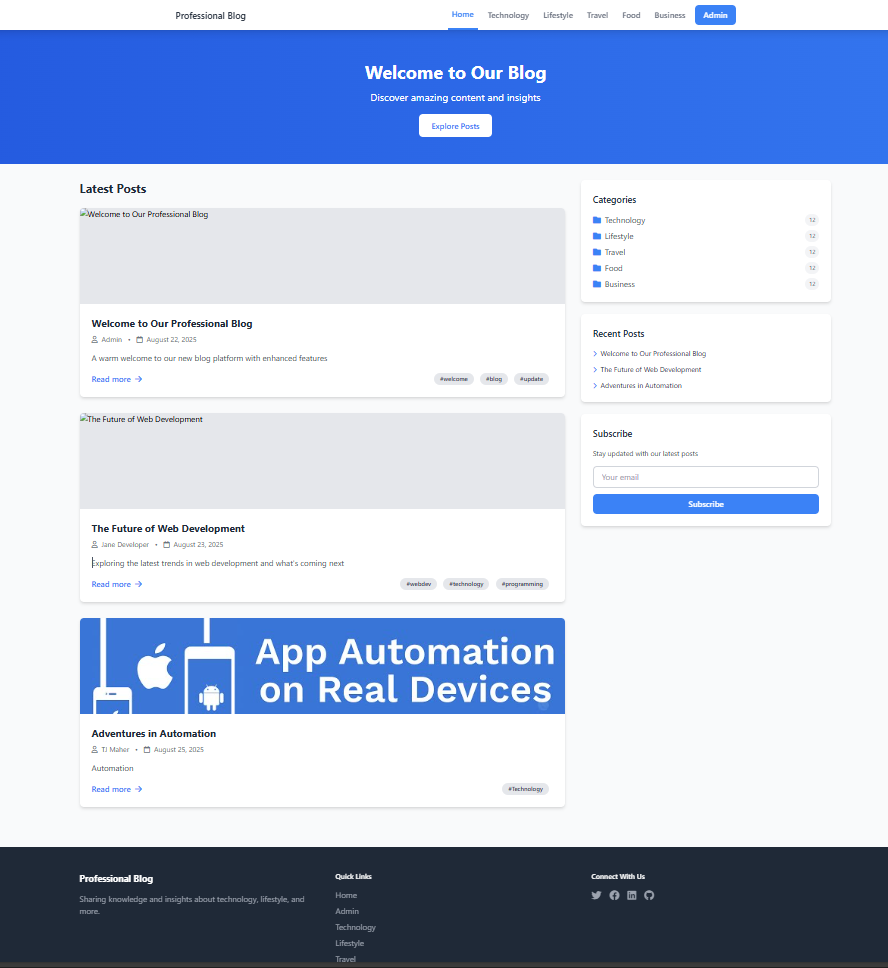 Professional Blog
Home Technology Lifestyle Travel Food Business Admin
Welcome to Our Blog
Discover amazing content and insights
Explore Posts
Latest Posts
Welcome to Our Professional Blog
Welcome to Our Professional Blog
Admin • August 22, 2025
A warm welcome to our new blog platform with enhanced features
Read more → #welcome #blog #update
The Future of Web Development
The Future of Web Development
Jane Developer • August 23, 2025
Exploring the latest trends in web development and what's coming next
Read more → #webdev #technology #programming
App Automation
on Real Devices
Adventures in Automation
TJ Maher • August 25, 2025
Automation
Read more → #Technology
Categories
Technology 12
Lifestyle 12
Travel 12
Food 12
Business 12
Recent Posts
Welcome to Our Professional Blog
The Future of Web Development
Adventures in Automation
Subscribe
Stay updated with our latest posts
Your email
Subscribe
Professional Blog
Sharing knowledge and insights about technology, lifestyle, and
more.
Quick Links
Home
Admin
Technology
Lifestyle
Travel
Connect With Us